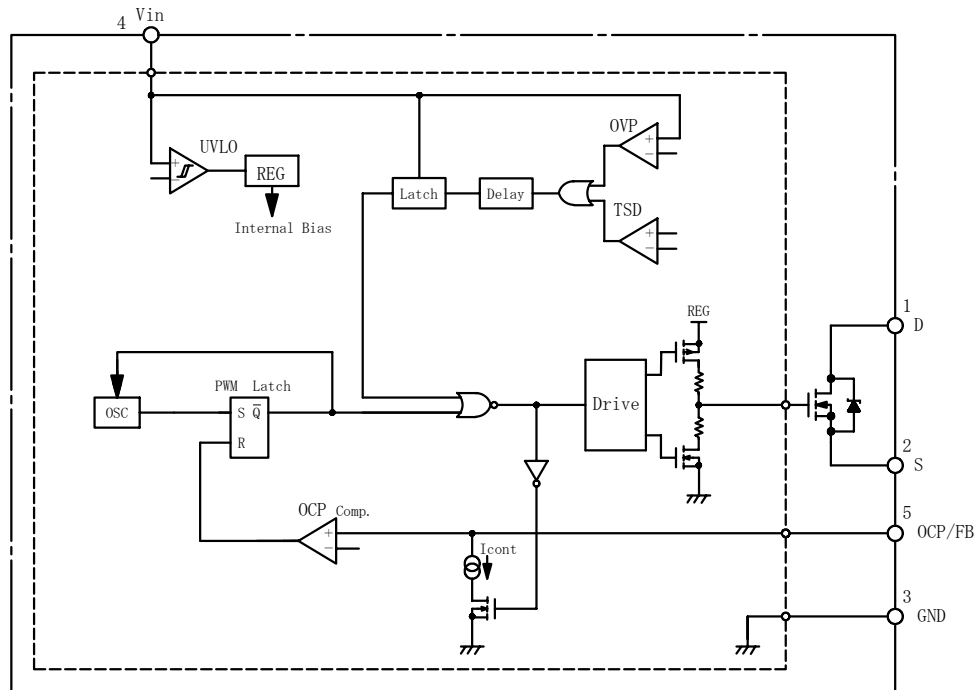 4 Vin
OVP
UVLO
+
−
+
−
REG
Latch
Delay
TSD
Internal Bias
+
−
1
REG
D
PWM Latch
OSC
S Q̅
Drive
R
2
S
OCP Comp.
5
+
−
OCP/FB
Icont
3
GND